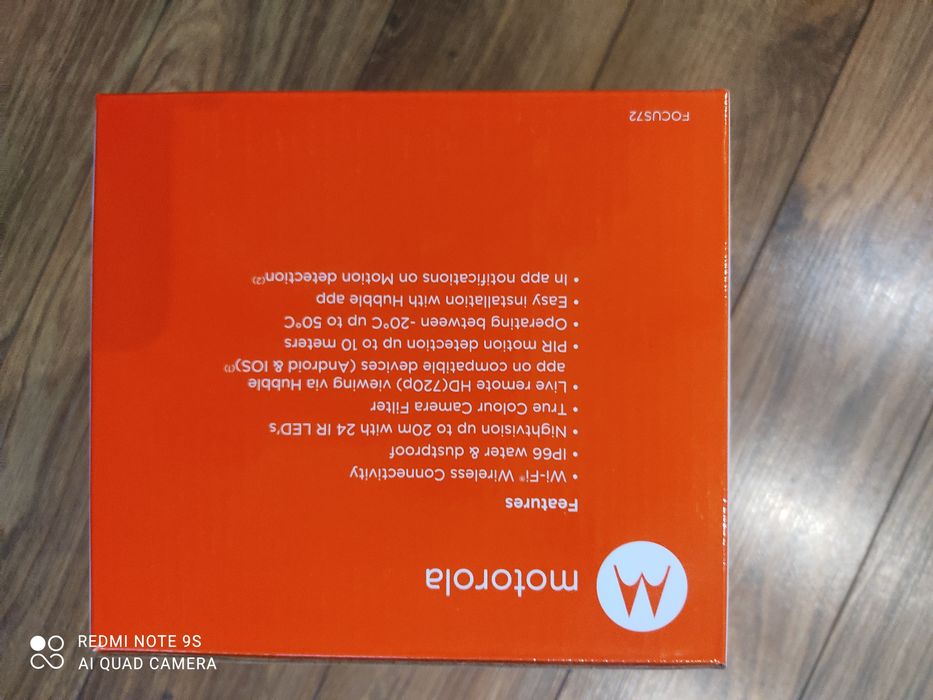 motorola
Features
• Wi-Fi® Wireless Connectivity
• IP66 water & dustproof
• Nightvision up to 20m with 24 IR LED's
• True Colour Camera Filter
• Live remote HD(720p) viewing via Hubble
app on compatible devices (Android & IOS)(1)
• PIR motion detection up to 10 meters
• Operating between -20°C up to 50°C
• Easy installation with Hubble app
• In app notifications on Motion detection(2)
FOCUS72
REDMI NOTE 9S
AI QUAD CAMERA